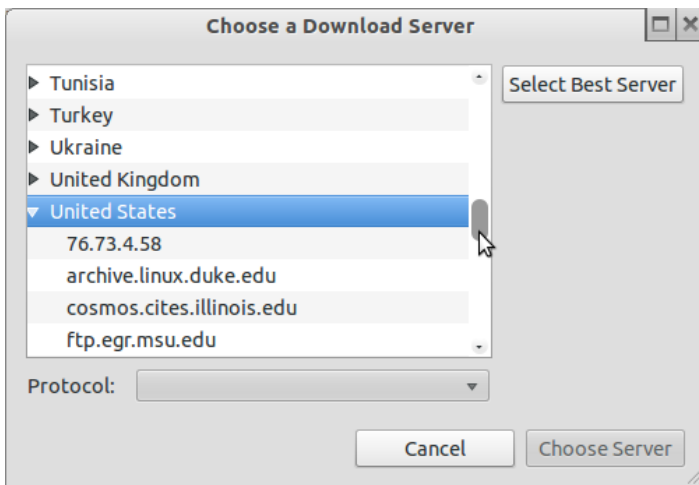 Choose a Download Server
Tunisia
Select Best Server
Turkey
Ukraine
United Kingdom
United States
76.73.4.58
archive.linux.duke.edu
cosmos.cites.illinois.edu
ftp.egr.msu.edu
Protocol:
Cancel
Choose Server